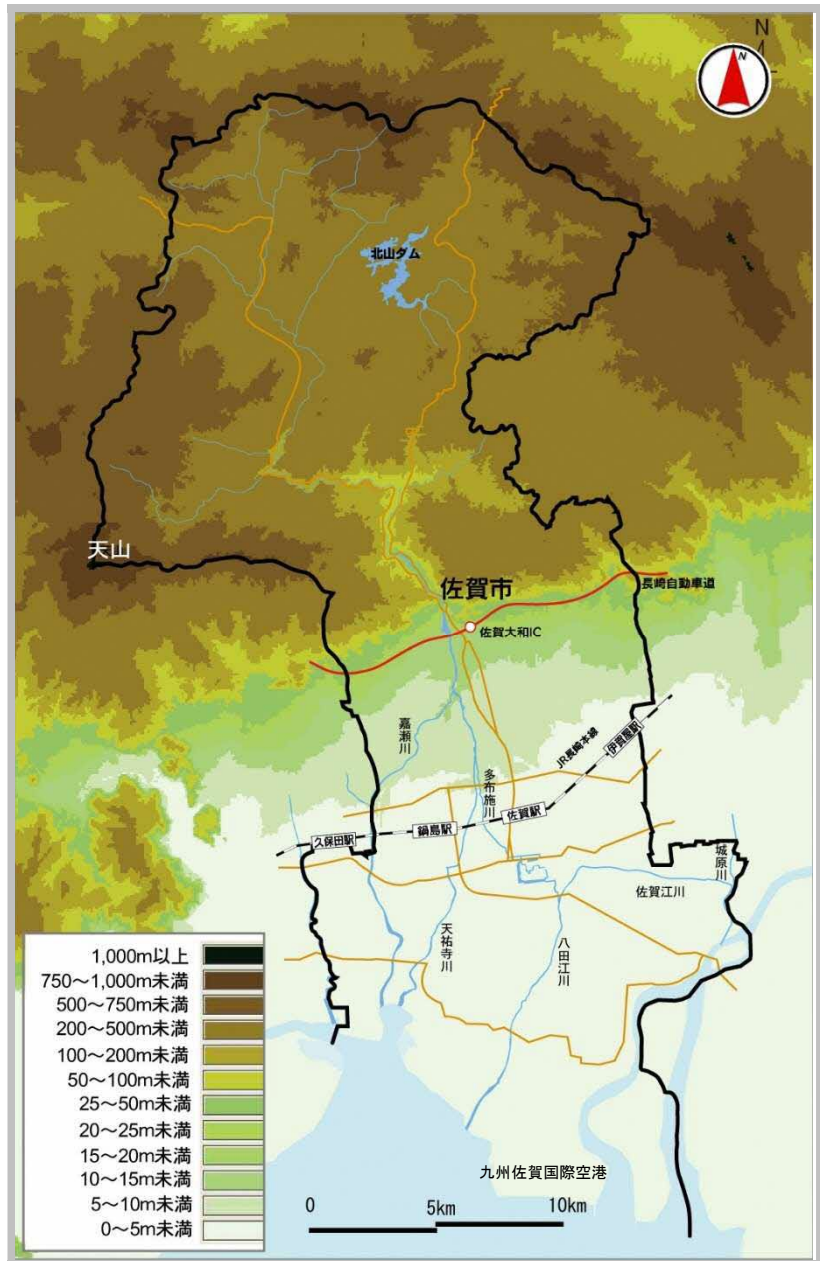 N
N
北山ダム
天山
佐賀市
長崎自動車道
佐賀大和IC
嘉瀬川
多布施川
JR長崎本線
伊賀屋駅
佐賀駅
鍋島駅
久保田駅
城原川
佐賀江川
天祐寺川
八田江川
1,000m以上
750～1,000m未満
500～750m未満
200～500m未満
100～200m未満
50～100m未満
25～50m未満
20～25m未満
15～20m未満
10～15m未満
5～10m未満
0～5m未満
九州佐賀国際空港
0 5km 10km